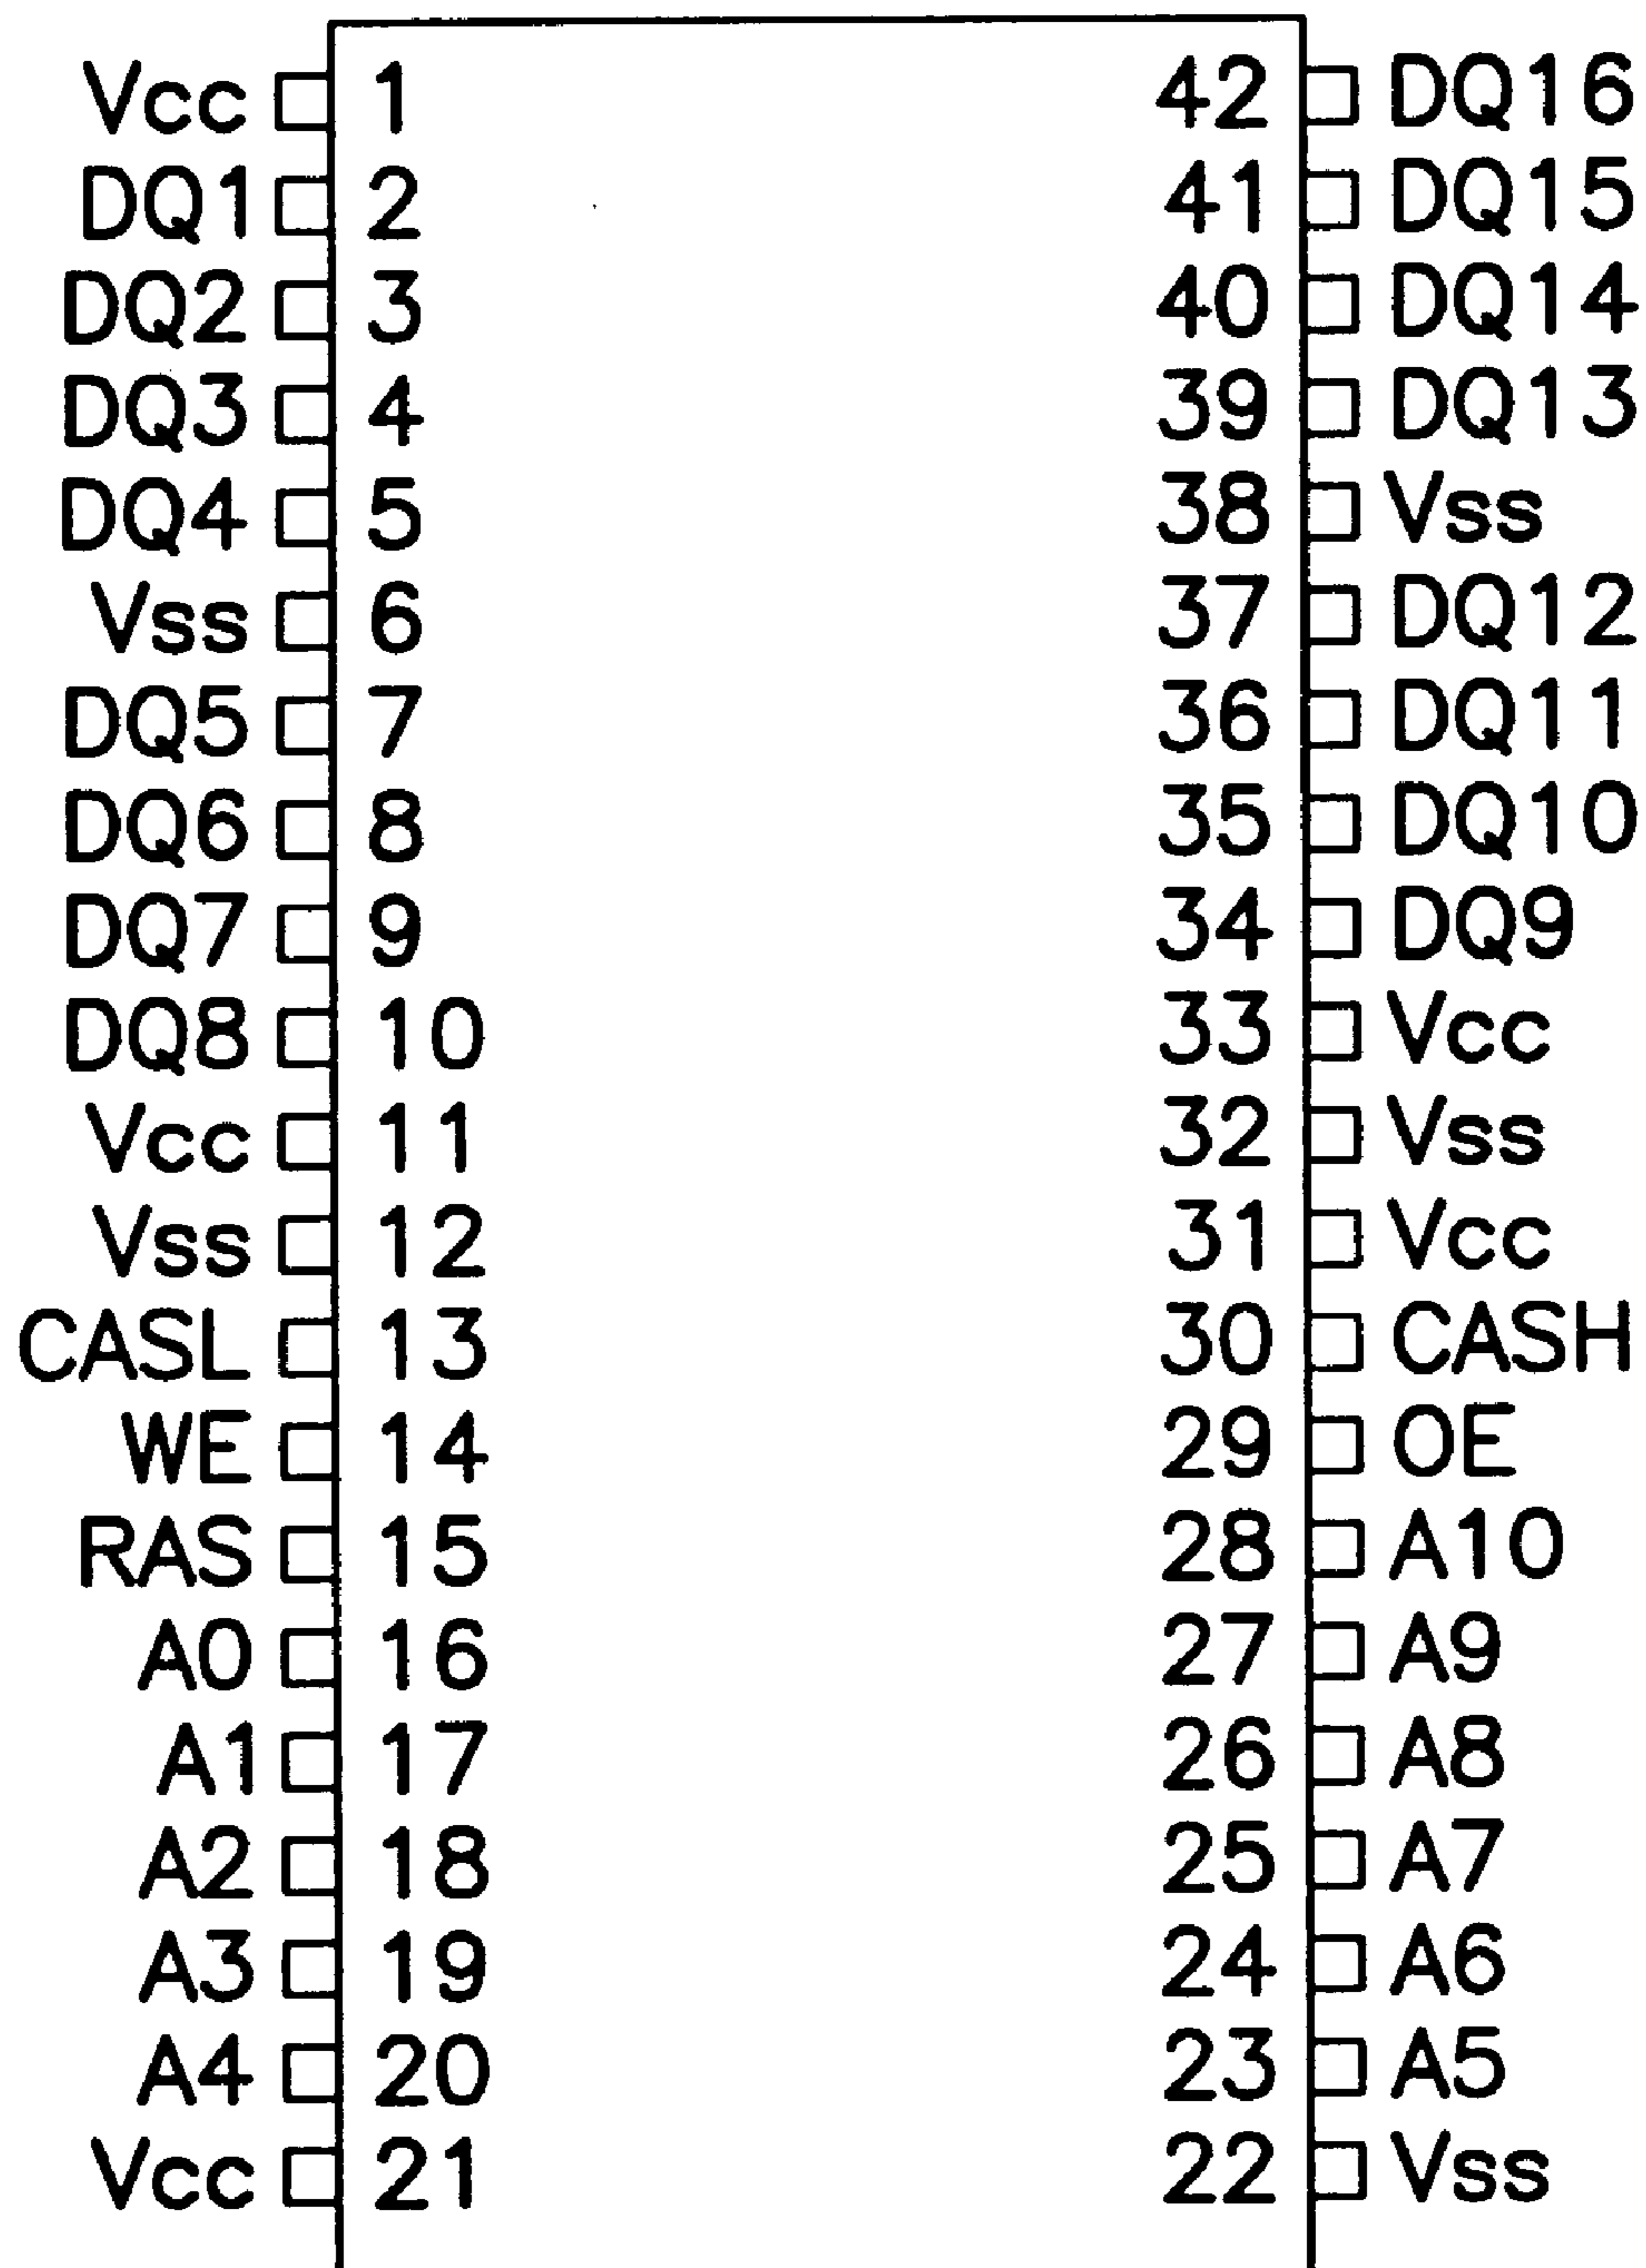 Vcc 1 42 DQ16
DQ1 2 41 DQ15
DQ2 3 40 DQ14
DQ3 4 39 DQ13
DQ4 5 38 Vss
Vss 6 37 DQ12
DQ5 7 36 DQ11
DQ6 8 35 DQ10
DQ7 9 34 DQ9
DQ8 10 33 Vcc
Vcc 11 32 Vss
Vss 12 31 Vcc
CASL 13 30 CASH
WE 14 29 OE
RAS 15 28 A10
A0 16 27 A9
A1 17 26 A8
A2 18 25 A7
A3 19 24 A6
A4 20 23 A5
Vcc 21 22 Vss